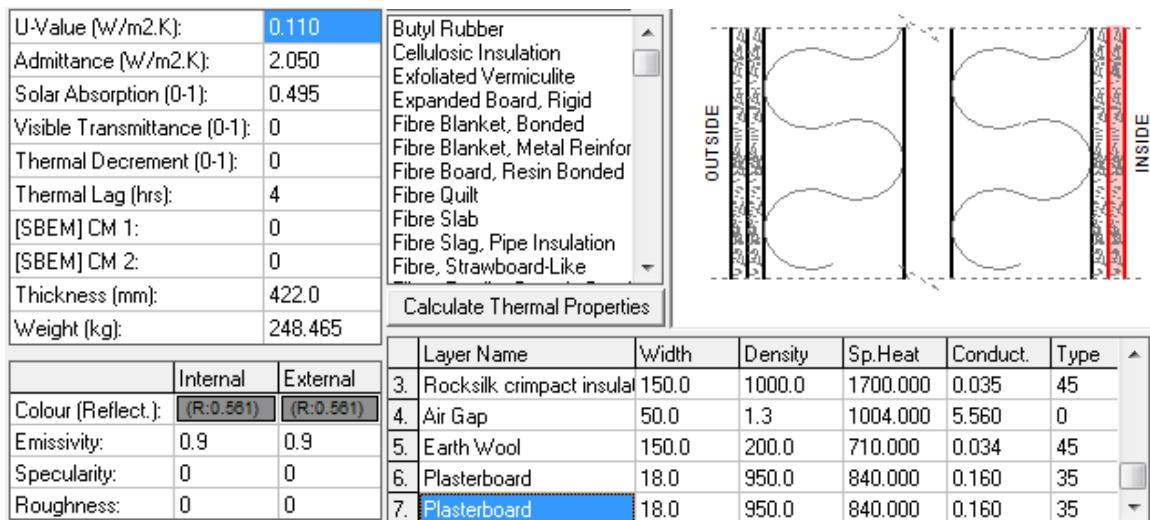 U-Value (W/m2.K): 0.110
Admittance (W/m2.K): 2.050
Solar Absorption (0-1): 0.495
Visible Transmittance (0-1): 0
Thermal Decrement (0-1): 0
Thermal Lag (hrs): 4
[SBEM] CM 1: 0
[SBEM] CM 2: 0
Thickness (mm): 422.0
Weight (kg): 248.465
Internal External
Colour (Reflect.): (R:0.561) (R:0.561)
Emissivity: 0.9 0.9
Specularity: 0 0
Roughness: 0 0
Butyl Rubber
Cellulosic Insulation
Exfoliated Vermiculite
Expanded Board, Rigid
Fibre Blanket, Bonded
Fibre Blanket, Metal Reinfor
Fibre Board, Resin Bonded
Fibre Quilt
Fibre Slab
Fibre Slag, Pipe Insulation
Fibre, Strawboard-Like
Calculate Thermal Properties
OUTSIDE
INSIDE
Layer Name Width Density Sp.Heat Conduct. Type
3. Rocksilk crimpact insulat 150.0 1000.0 1700.000 0.035 45
4. Air Gap 50.0 1.3 1004.000 5.560 0
5. Earth Wool 150.0 200.0 710.000 0.034 45
6. Plasterboard 18.0 950.0 840.000 0.160 35
7. Plasterboard 18.0 950.0 840.000 0.160 35